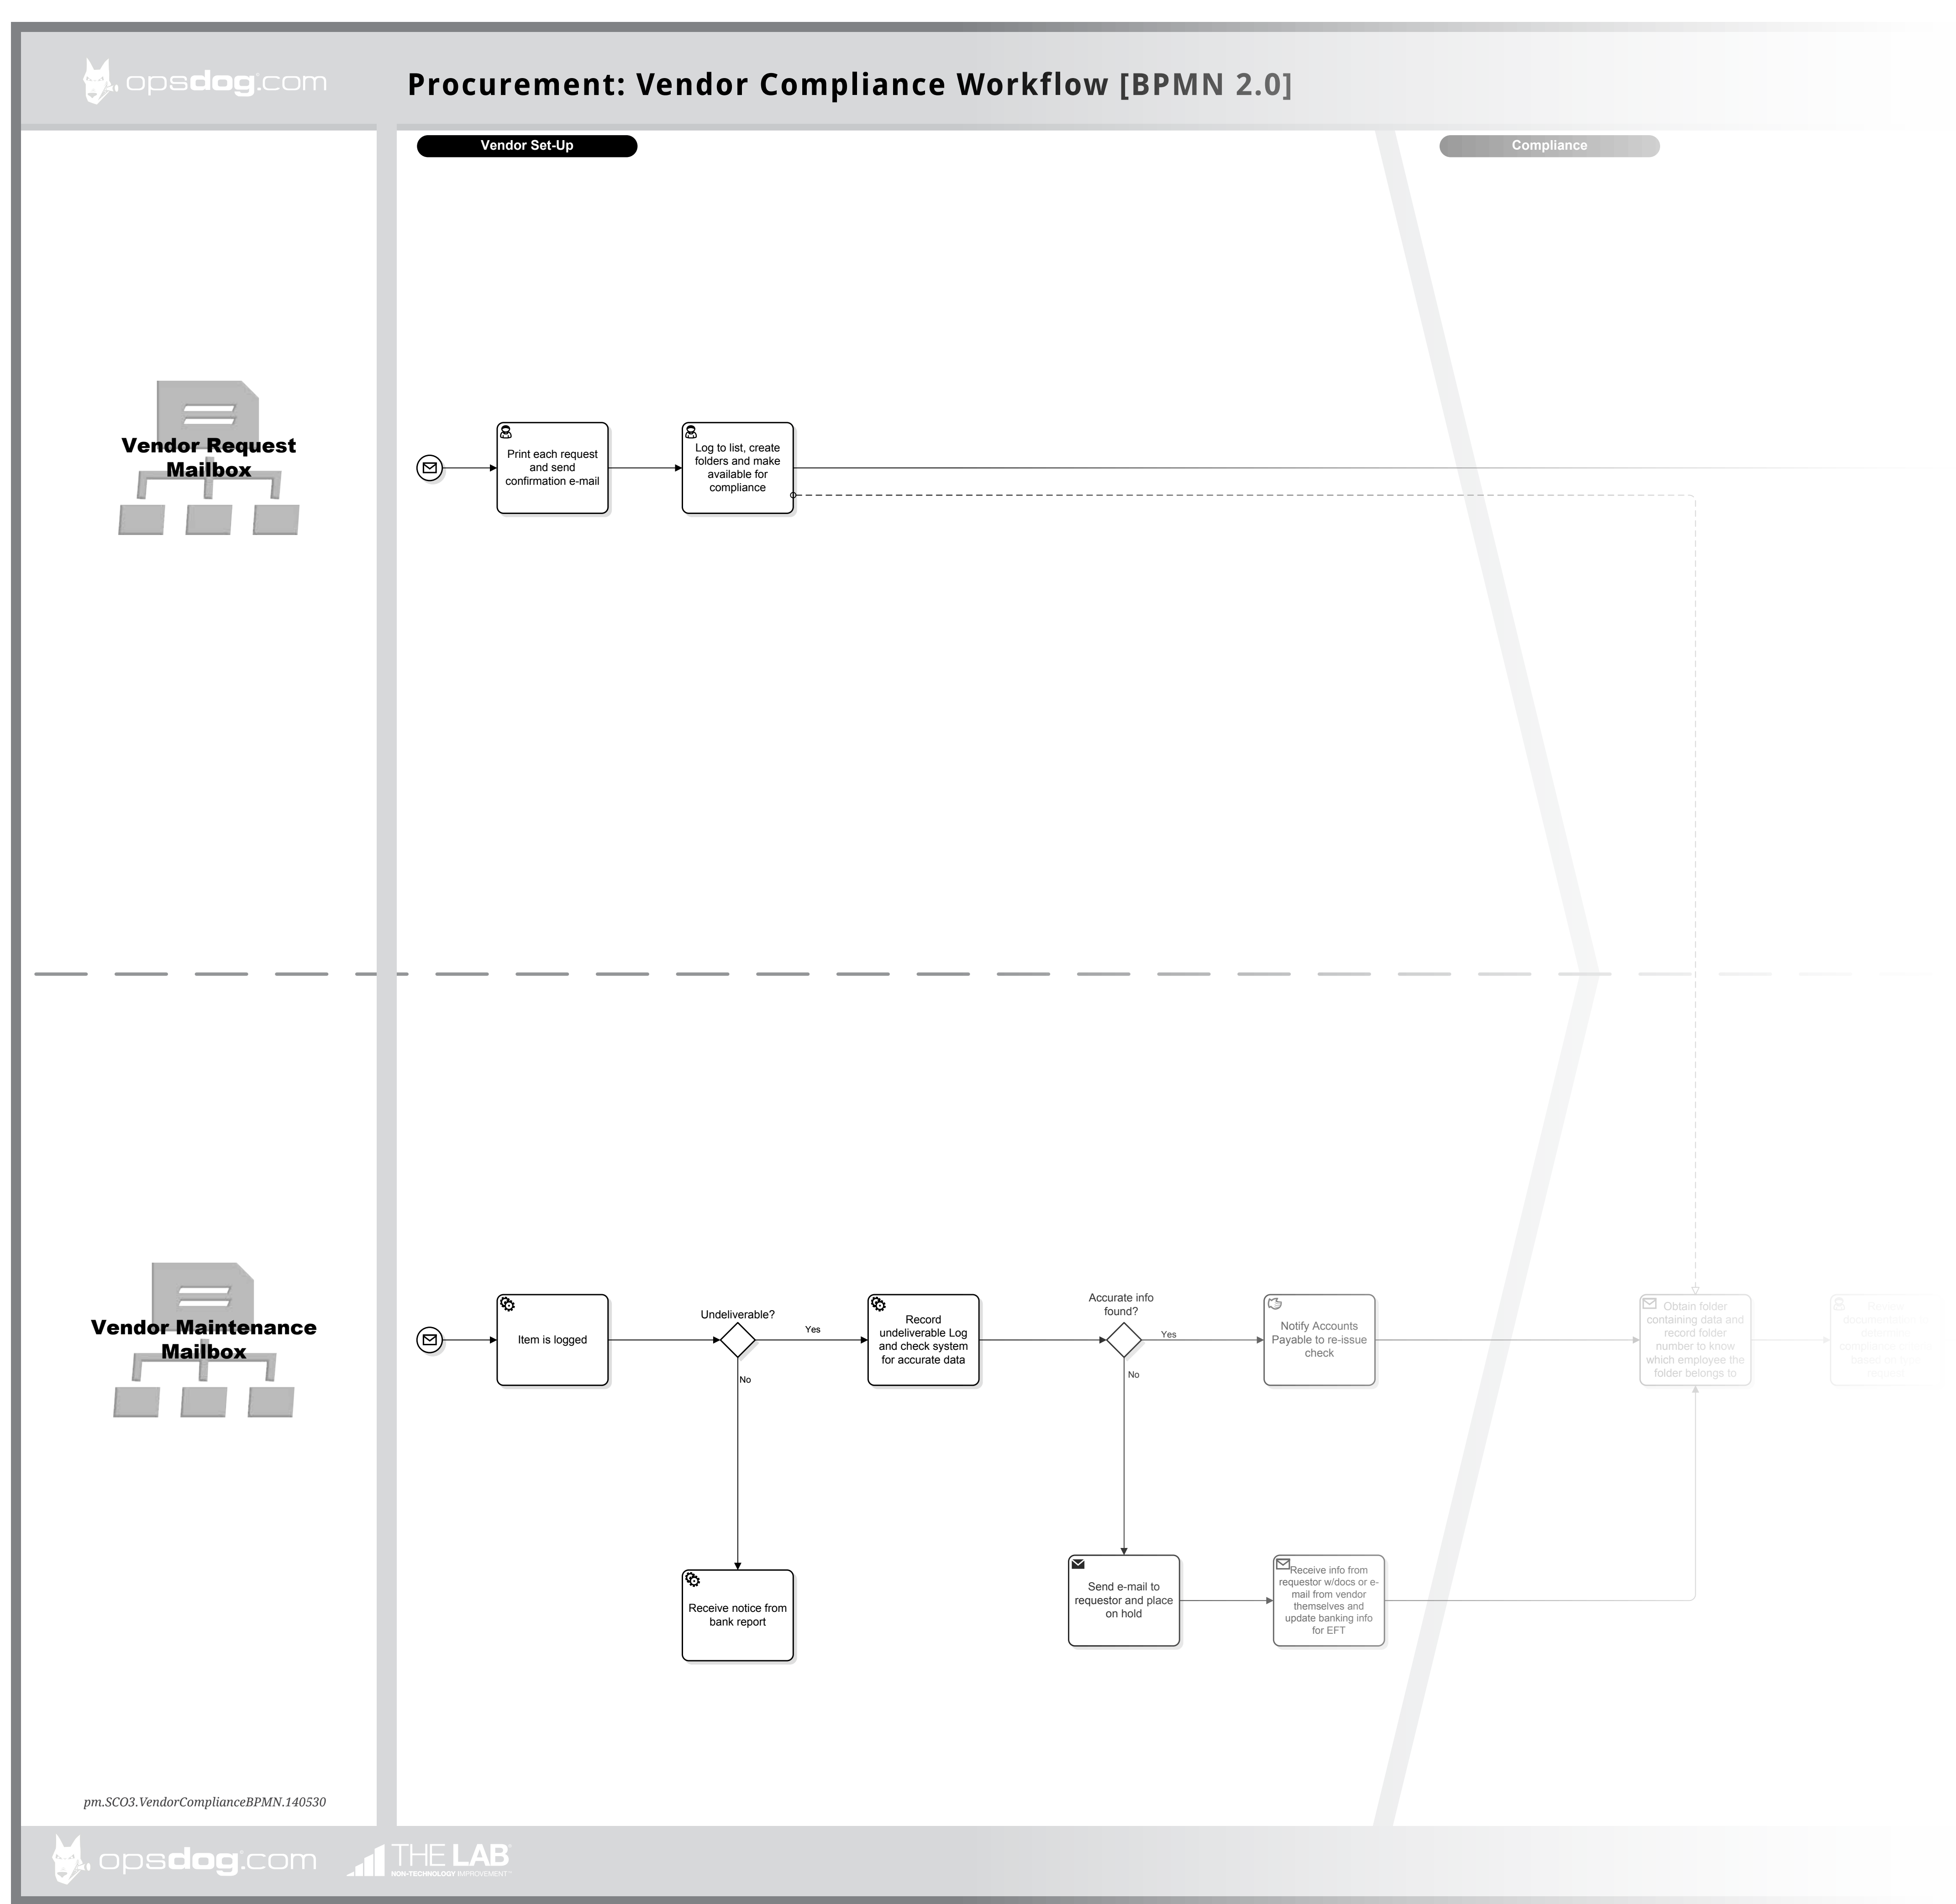 opsdog.com
Procurement: Vendor Compliance Workflow [BPMN 2.0]
Vendor Set-Up
Compliance
Vendor Request
Mailbox
Print each request
and send
confirmation e-mail
Log to list, create
folders and make
available for
compliance
Vendor Maintenance
Mailbox
Item is logged
Undeliverable?
Yes
No
Record
undeliverable Log
and check system
for accurate data
Accurate info
found?
Yes
No
Notify Accounts
Payable to re-issue
check
Obtain folder
containing data and
record folder
number to know
which employee the
folder belongs to
Review
Receive notice from
bank report
Send e-mail to
requestor and place
on hold
Receive info from
requestor w/docs or e-
mail from vendor
themselves and
update banking info
for EFT
pm.SCO3.VendorComplianceBPMN.140530
opsdog.com
THE LAB
NON-TECHNOLOGY IMPROVEMENT